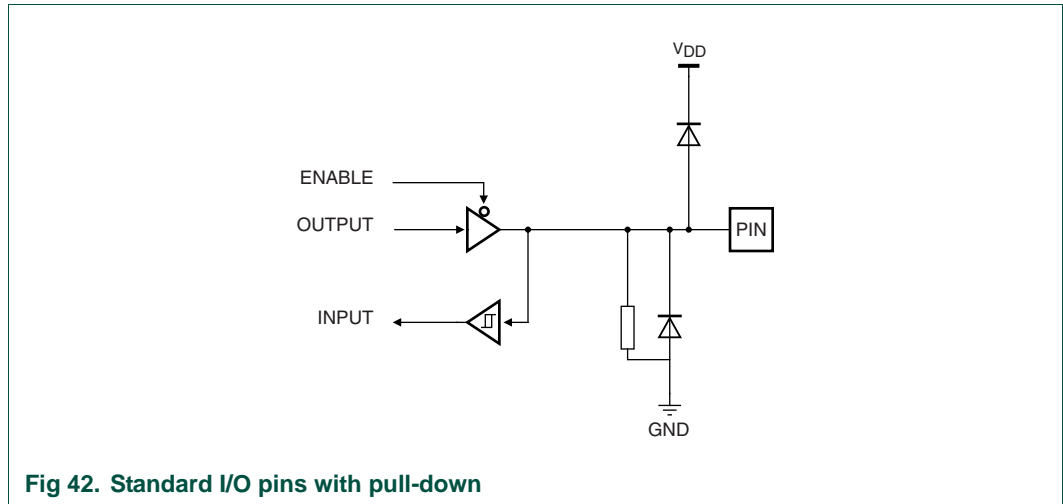 VDD
ENABLE
OUTPUT
PIN
INPUT
GND
Fig 42. Standard I/O pins with pull-down